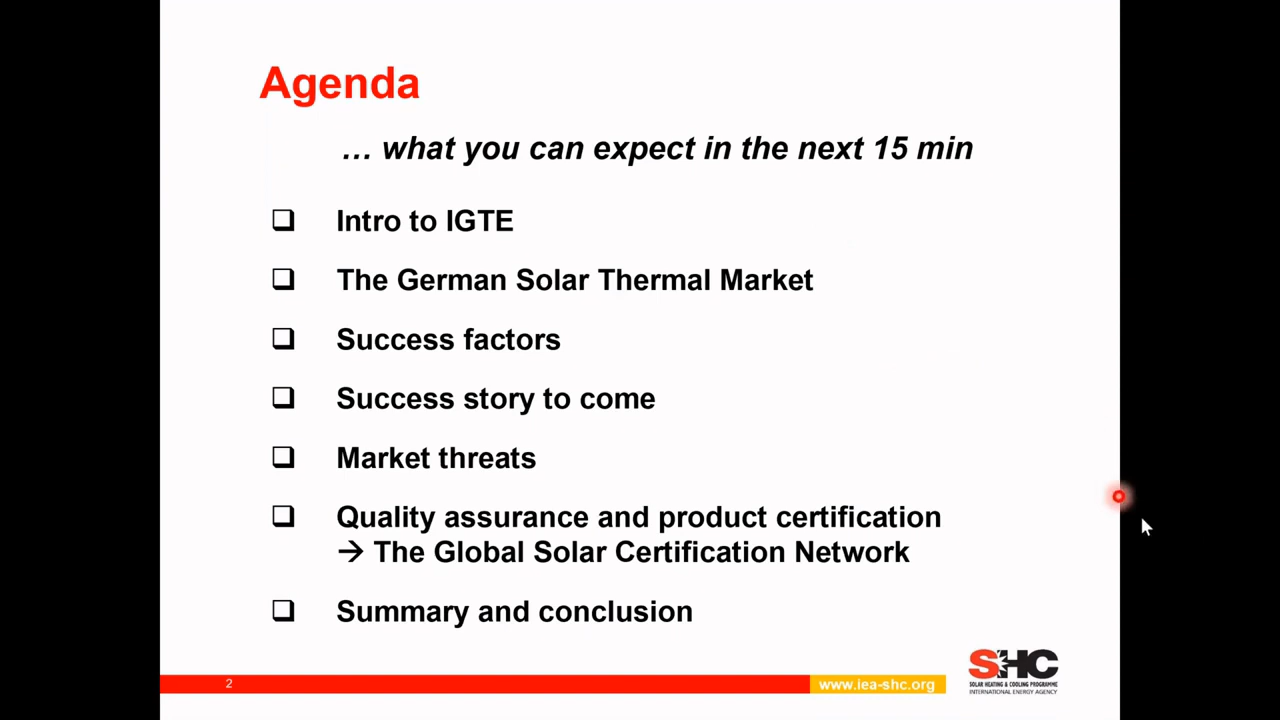 Agenda
… what you can expect in the next 15 min
❑ Intro to IGTE
❑ The German Solar Thermal Market
❑ Success factors
❑ Success story to come
❑ Market threats
❑ Quality assurance and product certification
→ The Global Solar Certification Network
❑ Summary and conclusion
SHC
SOLAR HEATING & COOLING PROGRAMME
INTERNATIONAL ENERGY AGENCY
2
www.iea-shc.org